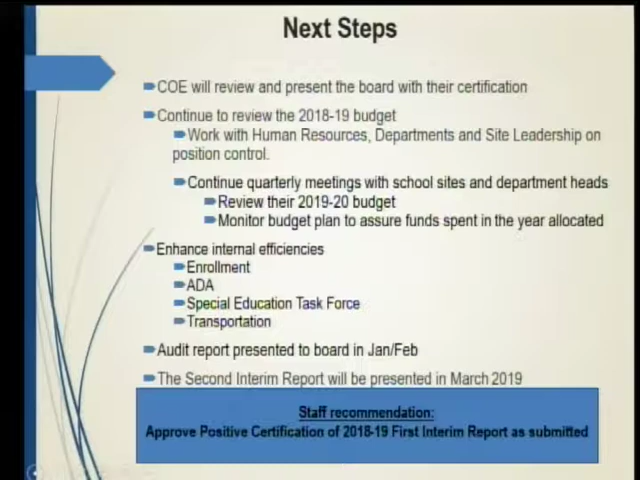 Next Steps
COE will review and present the board with their certification
Continue to review the 2018-19 budget
Work with Human Resources, Departments and Site Leadership on
position control.
Continue quarterly meetings with school sites and department heads
Review their 2019-20 budget
Monitor budget plan to assure funds spent in the year allocated
Enhance internal efficiencies
Enrollment
ADA
Special Education Task Force
Transportation
Audit report presented to board in Jan/Feb
The Second Interim Report will be presented in March 2019
Staff recommendation:
Approve Positive Certification of 2018-19 First Interim Report as submitted